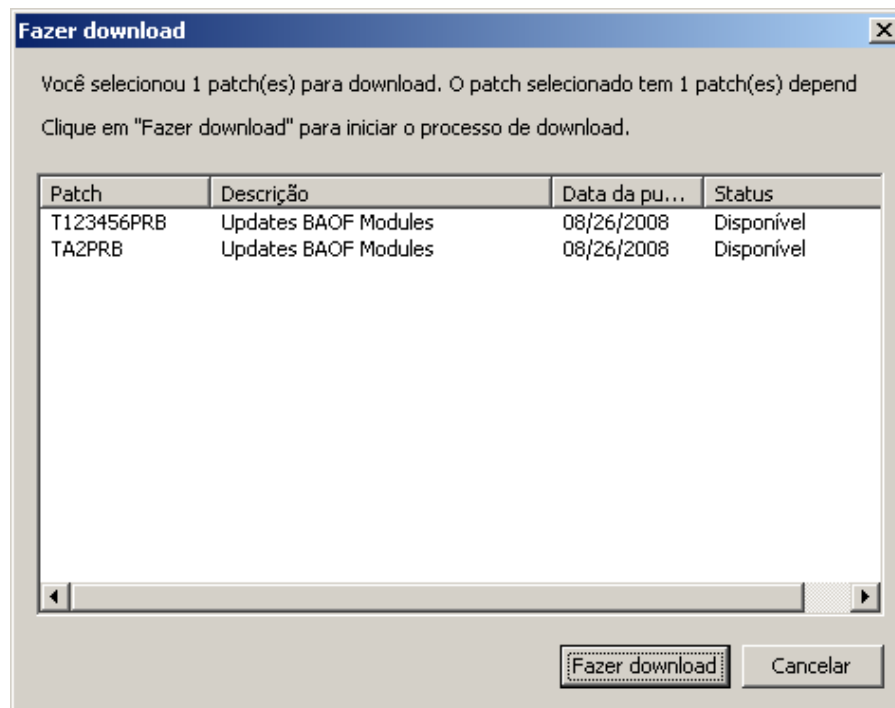 Fazer download
Você selecionou 1 patch(es) para download. O patch selecionado tem 1 patch(es) depend
Clique em "Fazer download" para iniciar o processo de download.
Patch Descrição Data da pu... Status
T123456PRB Updates BAOF Modules 08/26/2008 Disponível
TA2PRB Updates BAOF Modules 08/26/2008 Disponível
Fazer download Cancelar